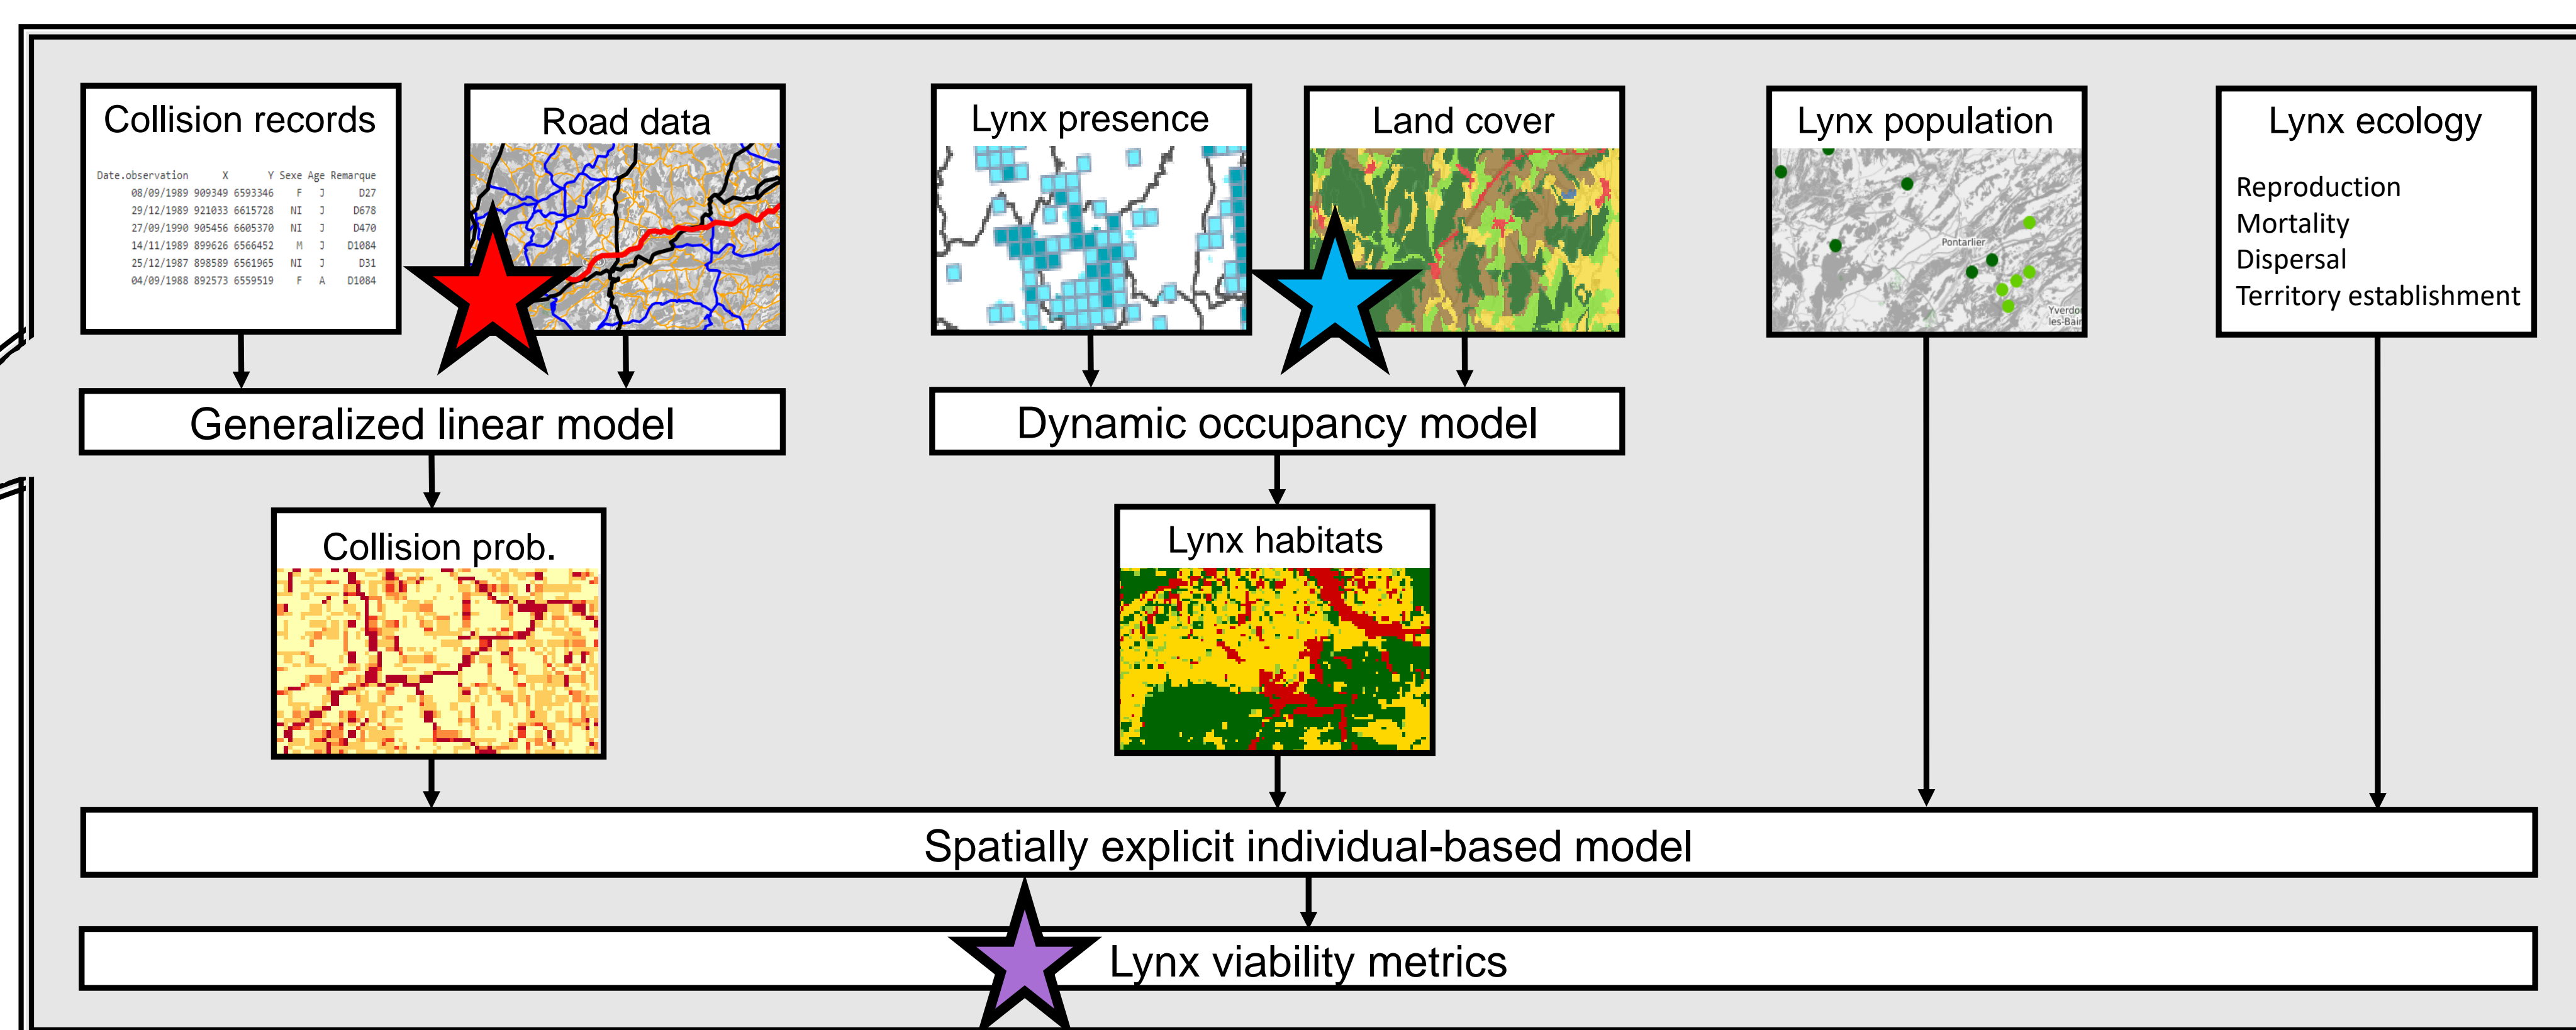 Collision records
Date.observation X Y Sexe Age Remarque
08/09/1989 909349 6593346 F J D27
29/12/1989 921033 6615728 NI J D678
27/09/1990 905456 6605370 NI J D470
14/11/1989 899626 6566452 M J D1084
25/12/1987 898589 6561965 NI J D31
04/09/1988 892573 6559519 F A D1084
Road data
Lynx presence
Land cover
Lynx population
Pontarlier
Yverdo
les-Bair
Lynx ecology
Reproduction
Mortality
Dispersal
Territory establishment
Generalized linear model
Dynamic occupancy model
Collision prob.
Lynx habitats
Spatially explicit individual-based model
Lynx viability metrics